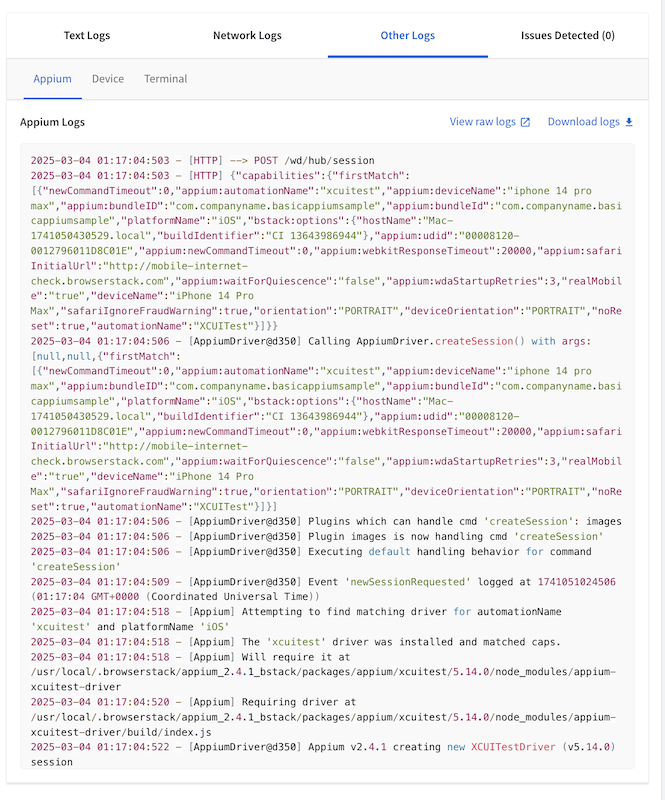 Text Logs Network Logs Other Logs Issues Detected (0)
Appium Device Terminal
Appium Logs View raw logs Download logs
2025-03-04 01:17:04:503 - [HTTP] --> POST /wd/hub/session
2025-03-04 01:17:04:503 - [HTTP] {"capabilities":{"firstMatch":
[{"newCommandTimeout":0,"appium:automationName":"xcuitest","appium:deviceName":"iphone 14 pro
max","appium:bundleID":"com.companyname.basicappiumsample","appium:bundleId":"com.companyname.basi
cappiumsample","platformName":"iOS","bstack:options":{"hostName":"Mac-
1741050430529.local","buildIdentifier":"CI 13643986944"},"appium:udid":"00008120-
0012796011D8C01E","appium:newCommandTimeout":0,"appium:webkitResponseTimeout":20000,"appium:safari
InitialUrl":"http://mobile-internet-
check.browserstack.com","appium:waitForQuiescence":"false","appium:wdaStartupRetries":3,"realMobil
e":"true","deviceName":"iPhone 14 Pro
Max","safariIgnoreFraudWarning":true,"orientation":"PORTRAIT","deviceOrientation":"PORTRAIT","noRe
set":true,"automationName":"XCUITest"}]}}
2025-03-04 01:17:04:506 - [AppiumDriver@d350] Calling AppiumDriver.createSession() with args:
[null,null,{"firstMatch":
[{"newCommandTimeout":0,"appium:automationName":"xcuitest","appium:deviceName":"iphone 14 pro
max","appium:bundleID":"com.companyname.basicappiumsample","appium:bundleId":"com.companyname.basi
cappiumsample","platformName":"iOS","bstack:options":{"hostName":"Mac-
1741050430529.local","buildIdentifier":"CI 13643986944"},"appium:udid":"00008120-
0012796011D8C01E","appium:newCommandTimeout":0,"appium:webkitResponseTimeout":20000,"appium:safari
InitialUrl":"http://mobile-internet-
check.browserstack.com","appium:waitForQuiescence":"false","appium:wdaStartupRetries":3,"realMobil
e":"true","deviceName":"iPhone 14 Pro
Max","safariIgnoreFraudWarning":true,"orientation":"PORTRAIT","deviceOrientation":"PORTRAIT","noRe
set":true,"automationName":"XCUITest"}]}]
2025-03-04 01:17:04:506 - [AppiumDriver@d350] Plugins which can handle cmd 'createSession': images
2025-03-04 01:17:04:506 - [AppiumDriver@d350] Plugin images is now handling cmd 'createSession'
2025-03-04 01:17:04:506 - [AppiumDriver@d350] Executing default handling behavior for command
'createSession'
2025-03-04 01:17:04:509 - [AppiumDriver@d350] Event 'newSessionRequested' logged at 1741051024506
(01:17:04 GMT+0000 (Coordinated Universal Time))
2025-03-04 01:17:04:518 - [Appium] Attempting to find matching driver for automationName
'xcuitest' and platformName 'iOS'
2025-03-04 01:17:04:518 - [Appium] The 'xcuitest' driver was installed and matched caps.
2025-03-04 01:17:04:518 - [Appium] Will require it at
/usr/local/.browserstack/appium_2.4.1_bstack/packages/appium/xcuitest/5.14.0/node_modules/appium-
xcuitest-driver
2025-03-04 01:17:04:520 - [Appium] Requiring driver at
/usr/local/.browserstack/appium_2.4.1_bstack/packages/appium/xcuitest/5.14.0/node_modules/appium-
xcuitest-driver/build/index.js
2025-03-04 01:17:04:522 - [AppiumDriver@d350] Appium v2.4.1 creating new XCUITestDriver (v5.14.0)
session